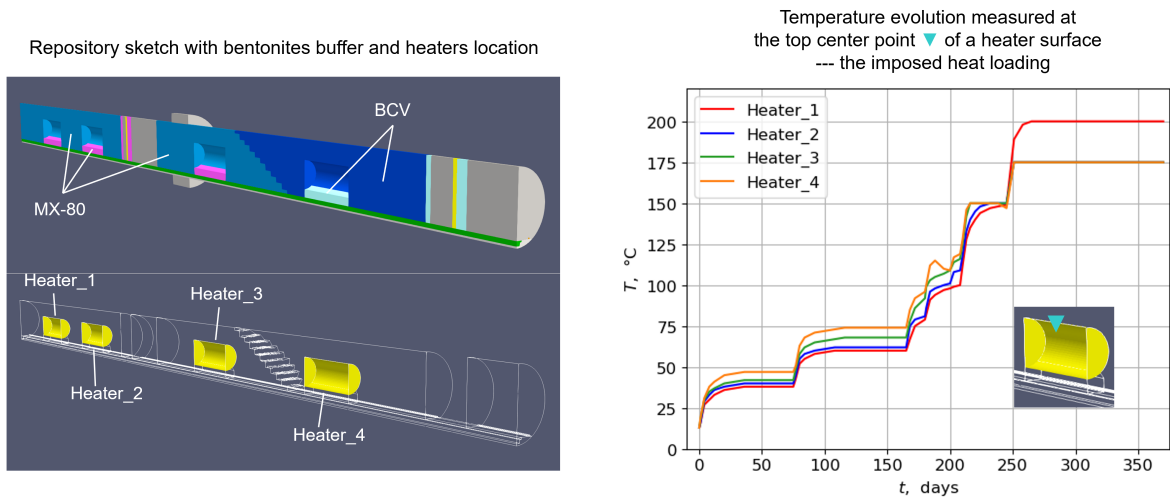 Repository sketch with bentonites buffer and heaters location
BCV
MX-80
Heater_1
Heater_3
Heater_2
Heater_4
Temperature evolution measured at
the top center point ▼ of a heater surface
--- the imposed heat loading
Heater_1
Heater_2
Heater_3
Heater_4
200
175
150
125
100
75
50
25
0
T, °C
0 50 100 150 200 250 300 350
t, days